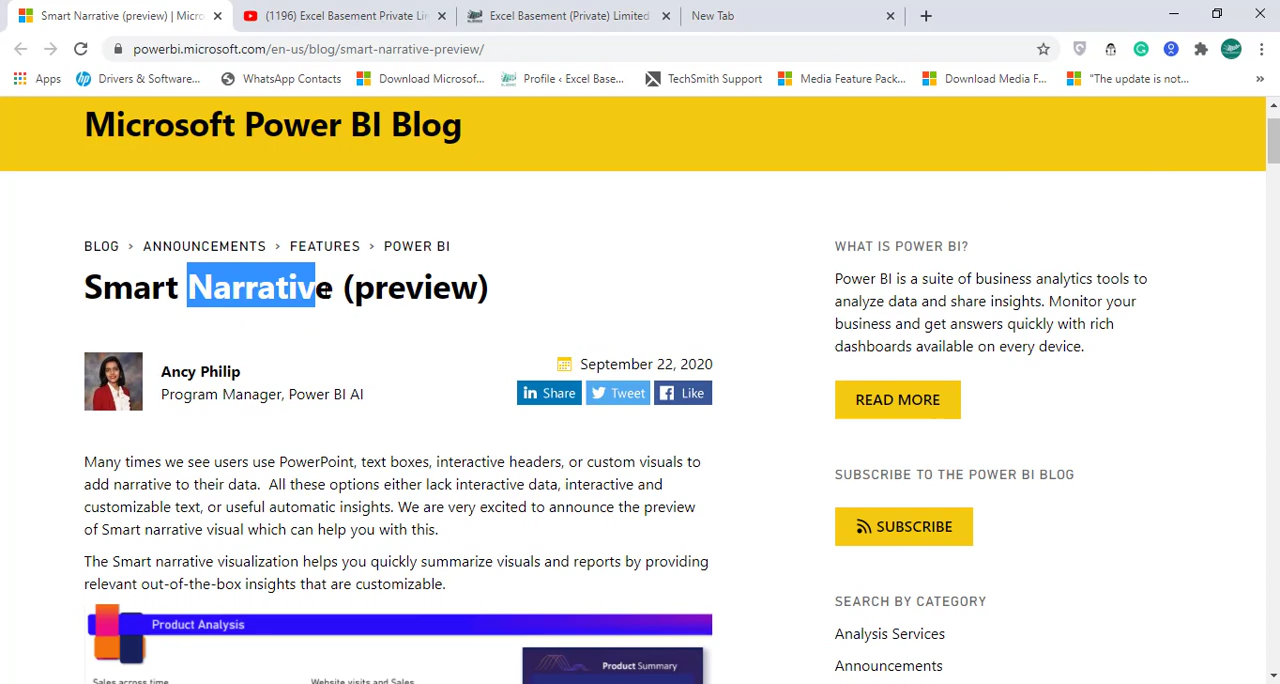 Smart Narrative (preview) | Micro
(1196) Excel Basement Private Li
Excel Basement (Private) Limited
New Tab
powerbi.microsoft.com/en-us/blog/smart-narrative-preview/
Apps
Drivers & Software...
WhatsApp Contacts
Download Microsof...
Profile ‹ Excel Base...
TechSmith Support
Media Feature Pack...
Download Media F...
"The update is not...
»
Microsoft Power BI Blog
BLOG > ANNOUNCEMENTS > FEATURES > POWER BI
Smart Narrative (preview)
Ancy Philip
Program Manager, Power BI AI
September 22, 2020
in Share
Tweet
Like
Many times we see users use PowerPoint, text boxes, interactive headers, or custom visuals to
add narrative to their data. All these options either lack interactive data, interactive and
customizable text, or useful automatic insights. We are very excited to announce the preview
of Smart narrative visual which can help you with this.
The Smart narrative visualization helps you quickly summarize visuals and reports by providing
relevant out-of-the-box insights that are customizable.
Product Analysis
Product Summary
Sales across time
Website visits and Sales
WHAT IS POWER BI?
Power BI is a suite of business analytics tools to
analyze data and share insights. Monitor your
business and get answers quickly with rich
dashboards available on every device.
READ MORE
SUBSCRIBE TO THE POWER BI BLOG
SUBSCRIBE
SEARCH BY CATEGORY
Analysis Services
Announcements